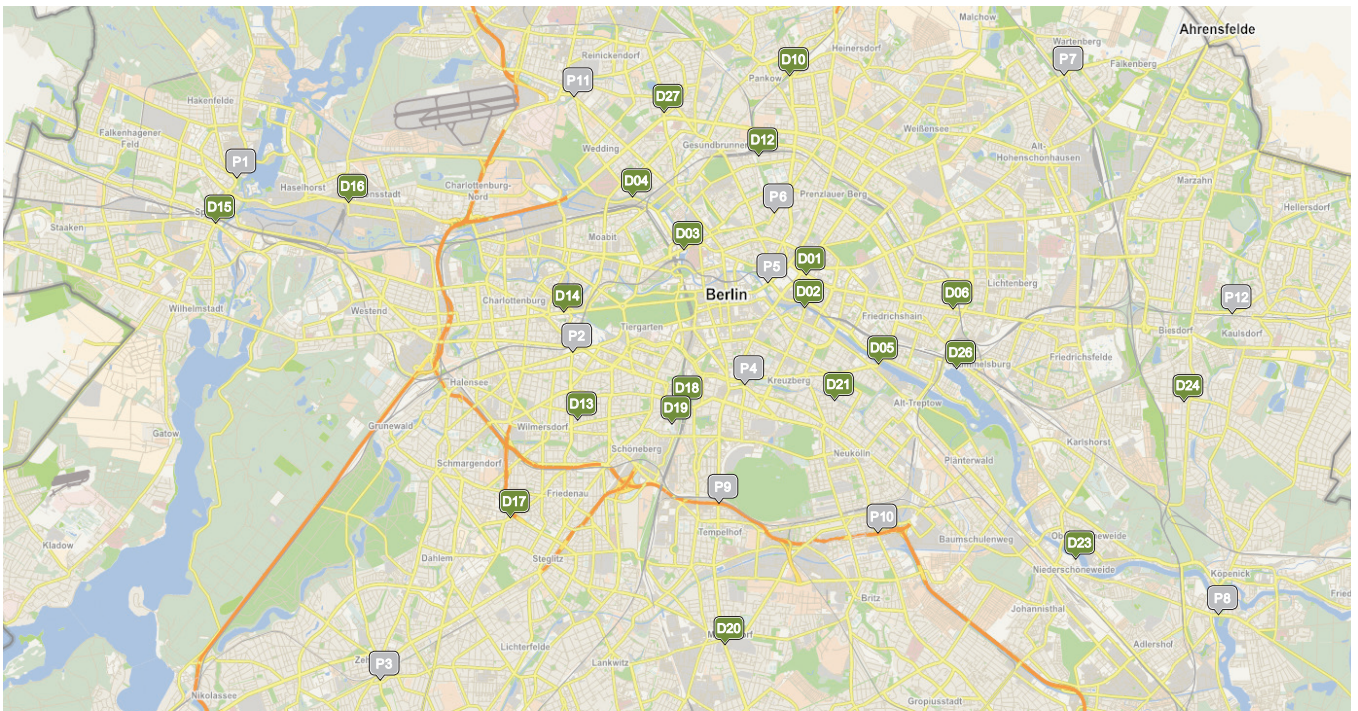 Malchow
Ahrensfelde
Wartenberg
Heinersdorf
Reinickendorf
D10
P7
Falkenberg
Pankow
P11
Hakenfelde
D27
Falkenhagener
Feld
Weißensee
D12
Wedding
Gesundbrunnen
Alt-
Hohenschönhausen
P1
Haselhorst
D16
Charlottenburg-
Nord
D04
P6
Prenzlauer Berg
Marzahn
D15
Hellersdorf
Staaken
D03
Moabit
D01
P5
Lichtenberg
Berlin
D02
D06
D14
Charlottenburg
P12
Wilhelmstadt
Westend
Friedrichshain
Tiergarten
Biesdorf
Kaulsdorf
P2
D05
D26
Friedrichsfelde
P4
Kreuzberg
Halensee
D18
D21
D24
D13
D19
Alt-Treptow
Grunewald
Wilmersdorf
Gatow
Karlshorst
Schöneberg
Neukölln
Plänterwald
Schmargendorf
P9
Friedenau
D17
P10
Tempelhof
Baumschulenweg
D23
Kladow
Dahlem
Steglitz
Niederschöneweide
Köpenick
P8
Britz
Johannisthal
D20
Lichterfelde
Adlershof
P3
Lankwitz
Nikolassee
Gropiusstadt